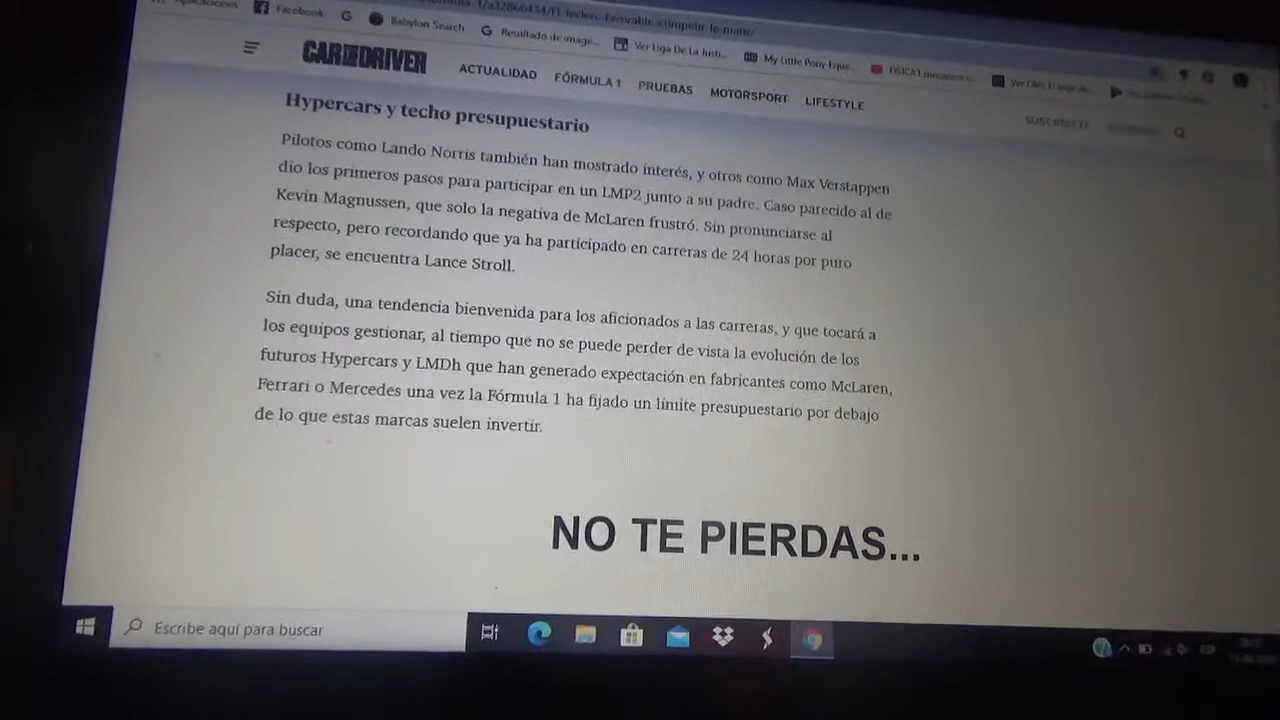 Facebook
Babylon Search
Resultado de image...
Ver Liga De La Justi...
My Little Pony Eque...
CAR AND DRIVER
ACTUALIDAD
FÓRMULA 1
PRUEBAS
MOTORSPORT
LIFESTYLE
SUSCRÍBETE
Hypercars y techo presupuestario
Pilotos como Lando Norris también han mostrado interés, y otros como Max Verstappen
dio los primeros pasos para participar en un LMP2 junto a su padre. Caso parecido al de
Kevin Magnussen, que solo la negativa de McLaren frustró. Sin pronunciarse al
respecto, pero recordando que ya ha participado en carreras de 24 horas por puro
placer, se encuentra Lance Stroll.
Sin duda, una tendencia bienvenida para los aficionados a las carreras, y que tocará a
los equipos gestionar, al tiempo que no se puede perder de vista la evolución de los
futuros Hypercars y LMDh que han generado expectación en fabricantes como McLaren,
Ferrari o Mercedes una vez la Fórmula 1 ha fijado un límite presupuestario por debajo
de lo que estas marcas suelen invertir.
NO TE PIERDAS...
Escribe aquí para buscar